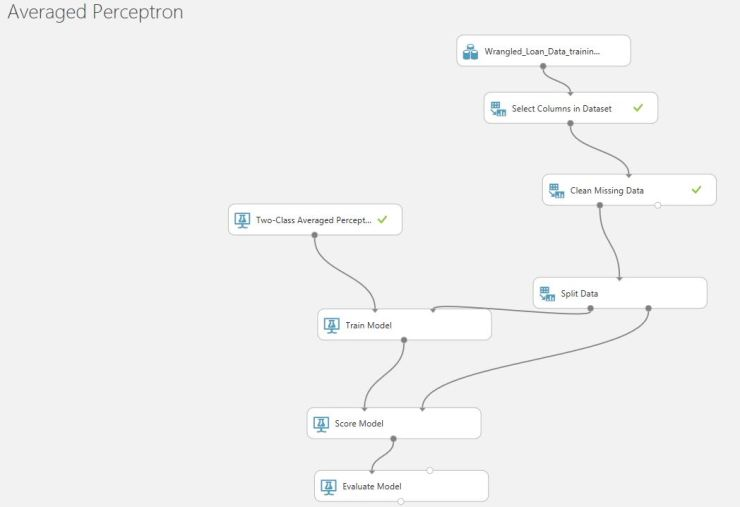 Averaged Perceptron
Wrangled_Loan_Data_trainin...
Select Columns in Dataset
Clean Missing Data
Two-Class Averaged Percept...
Split Data
Train Model
Score Model
Evaluate Model